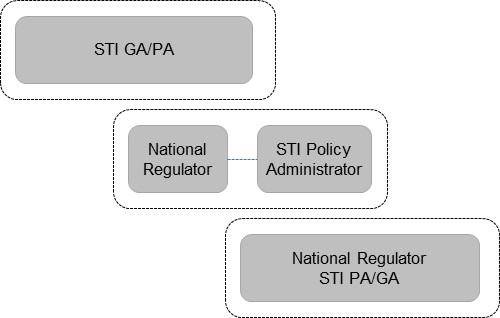 STI GA/PA
National
Regulator
STI Policy
Administrator
National Regulator
STI PA/GA